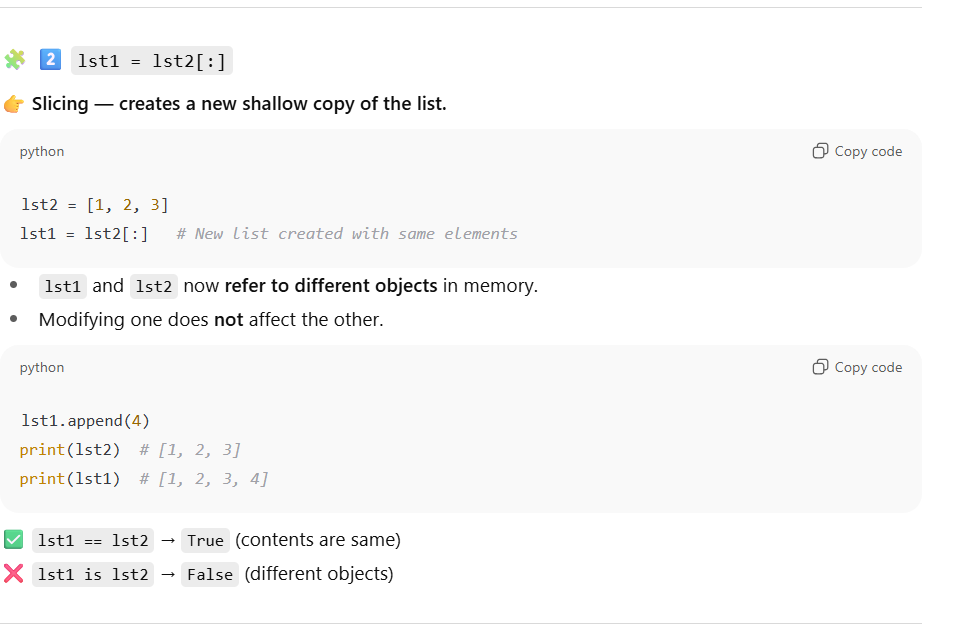 🧩 2️⃣ lst1 = lst2[:]
👉 Slicing — creates a new shallow copy of the list.
python Copy code
lst2 = [1, 2, 3]
lst1 = lst2[:]   # New list created with same elements
• lst1 and lst2 now refer to different objects in memory.
• Modifying one does not affect the other.
python Copy code
lst1.append(4)
print(lst2)  # [1, 2, 3]
print(lst1)  # [1, 2, 3, 4]
✅ lst1 == lst2 → True (contents are same)
❌ lst1 is lst2 → False (different objects)